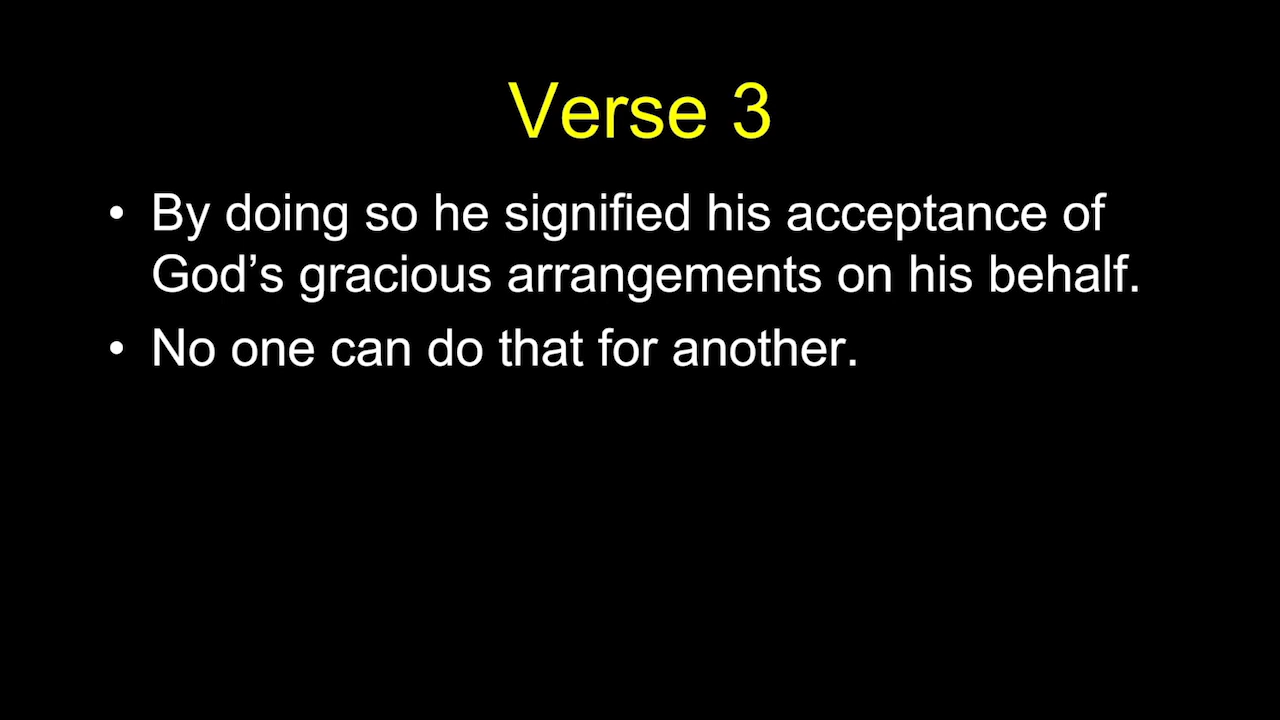 Verse 3
• By doing so he signified his acceptance of
God’s gracious arrangements on his behalf.
• No one can do that for another.